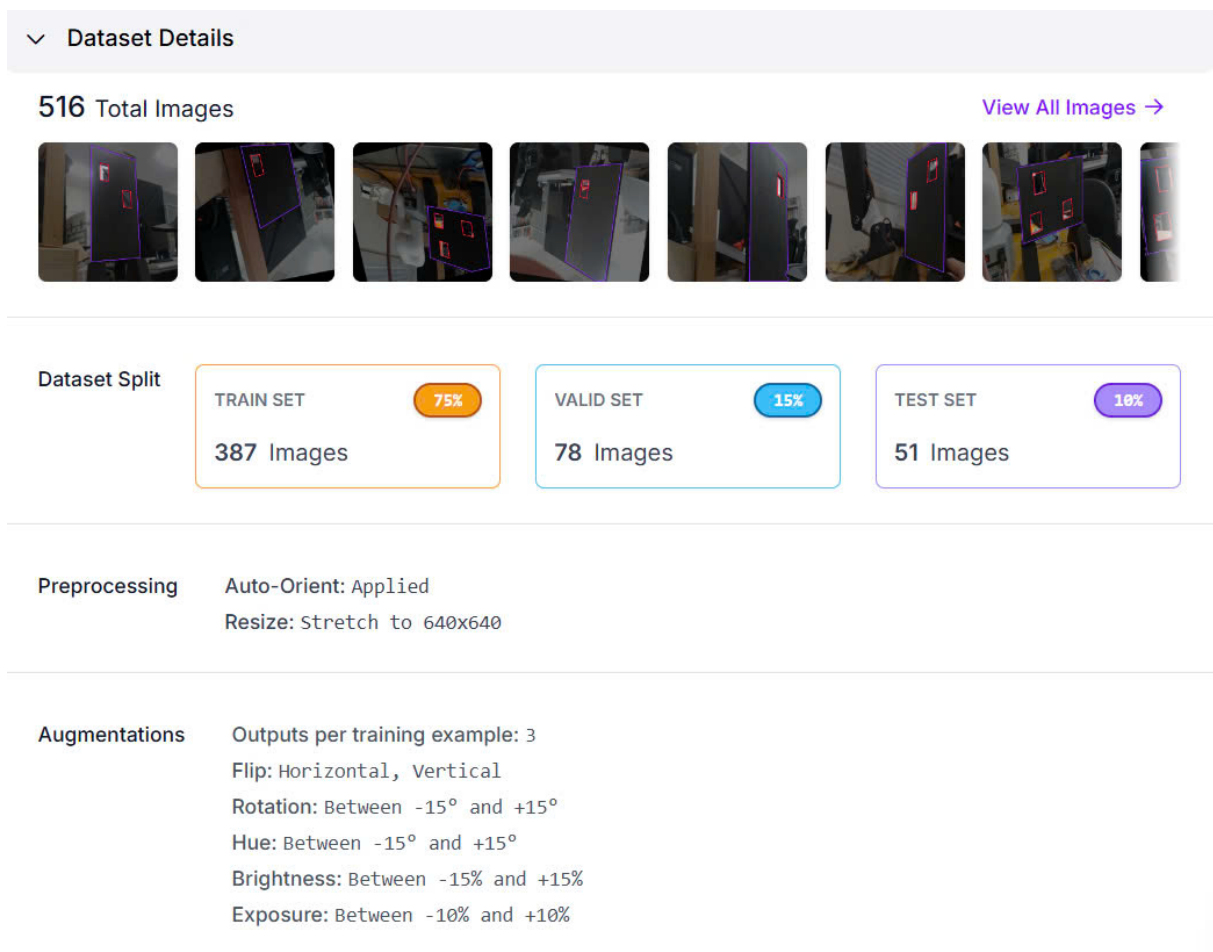 Dataset Details
516 Total Images
View All Images →
Dataset Split
TRAIN SET 75%
387 Images
VALID SET 15%
78 Images
TEST SET 10%
51 Images
Preprocessing
Auto-Orient: Applied
Resize: Stretch to 640x640
Augmentations
Outputs per training example: 3
Flip: Horizontal, Vertical
Rotation: Between -15° and +15°
Hue: Between -15° and +15°
Brightness: Between -15% and +15%
Exposure: Between -10% and +10%